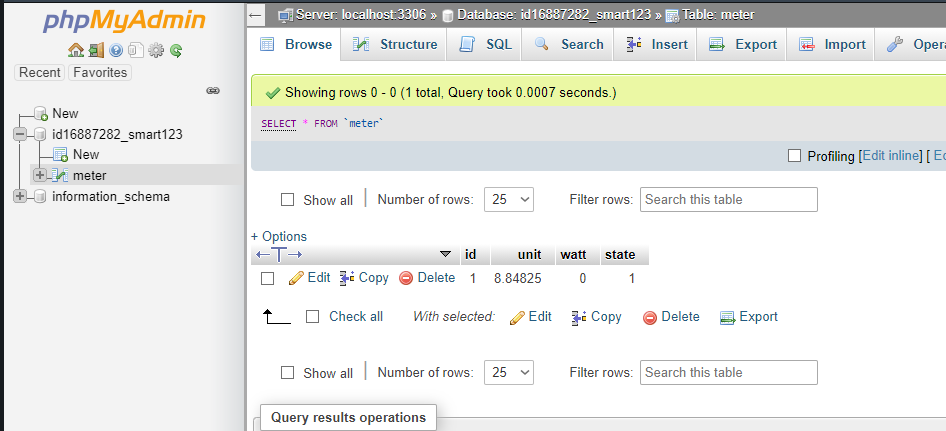 phpMyAdmin
Recent Favorites
New
id16887282_smart123
New
meter
information_schema
Server: localhost:3306 » Database: id16887282_smart123 » Table: meter
Browse Structure SQL Search Insert Export Import Opera
Showing rows 0 - 0 (1 total, Query took 0.0007 seconds.)
SELECT * FROM `meter`
Profiling [Edit inline] [ Ed
Show all | Number of rows: 25 Filter rows: Search this table
+ Options
←T→ id unit watt state
Edit Copy Delete 1 8.84825 0 1
Check all With selected: Edit Copy Delete Export
Show all | Number of rows: 25 Filter rows: Search this table
Query results operations